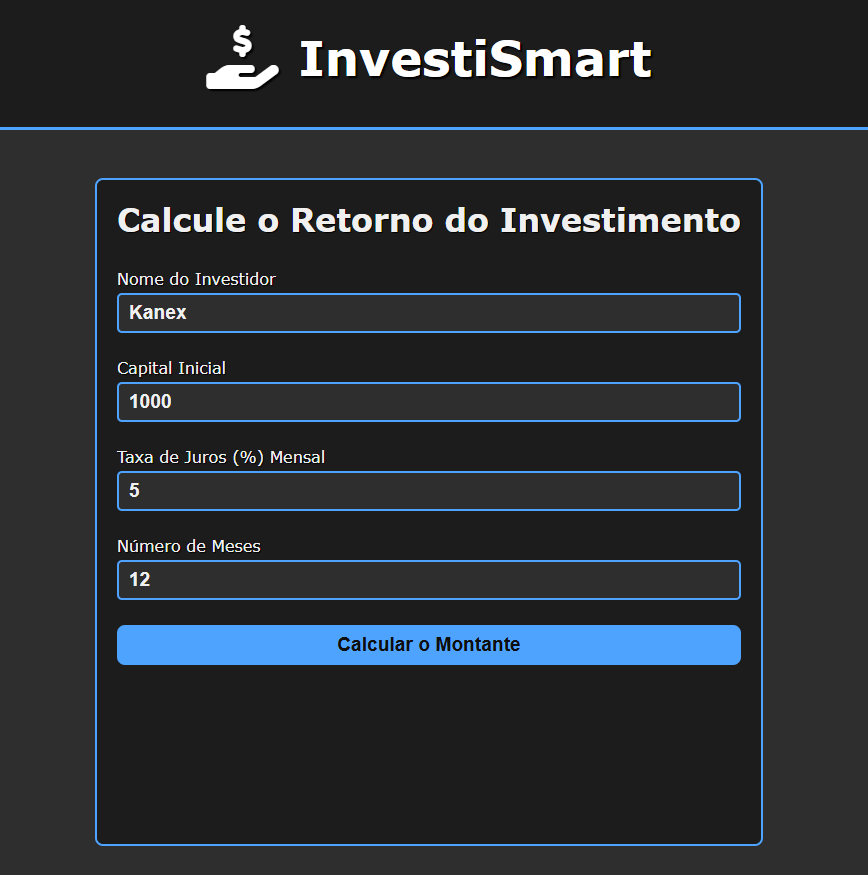 $
InvestiSmart
Calcule o Retorno do Investimento
Nome do Investidor
Kanex
Capital Inicial
1000
Taxa de Juros (%) Mensal
5
Número de Meses
12
Calcular o Montante